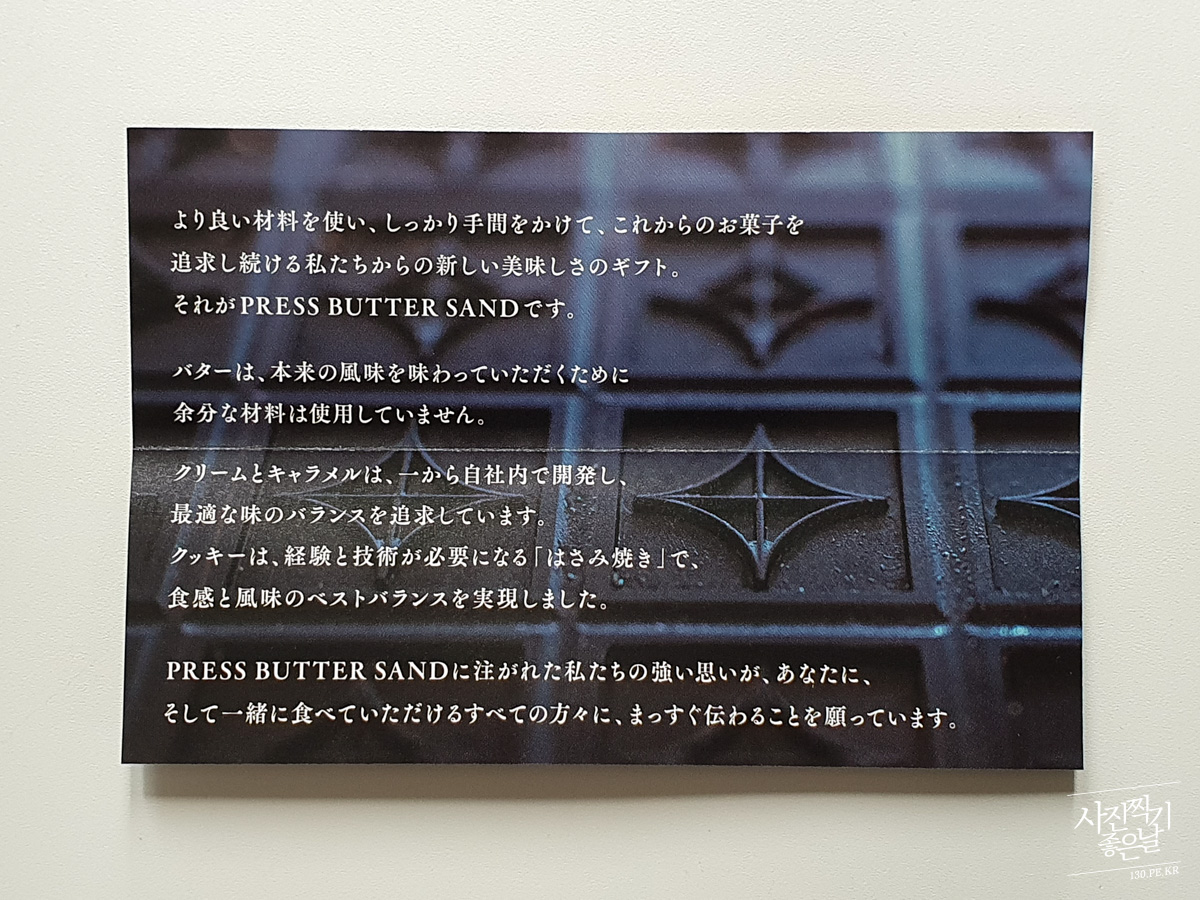 より良い材料を使い、しっかり手間をかけて、これからのお菓子を
追求し続ける私たちからの新しい美味しさのギフト。
それがPRESS BUTTER SANDです。
バターは、本来の風味を味わっていただくために
余分な材料は使用していません。
クリームとキャラメルは、一から自社内で開発し、
最適な味のバランスを追求しています。
クッキーは、経験と技術が必要になる「はさみ焼き」で、
食感と風味のベストバランスを実現しました。
PRESS BUTTER SANDに注がれた私たちの強い思いが、あなたに、
そして一緒に食べていただけるすべての方々に、まっすぐ伝わることを願っています。
사진찍기
좋은날
130.PE.KR